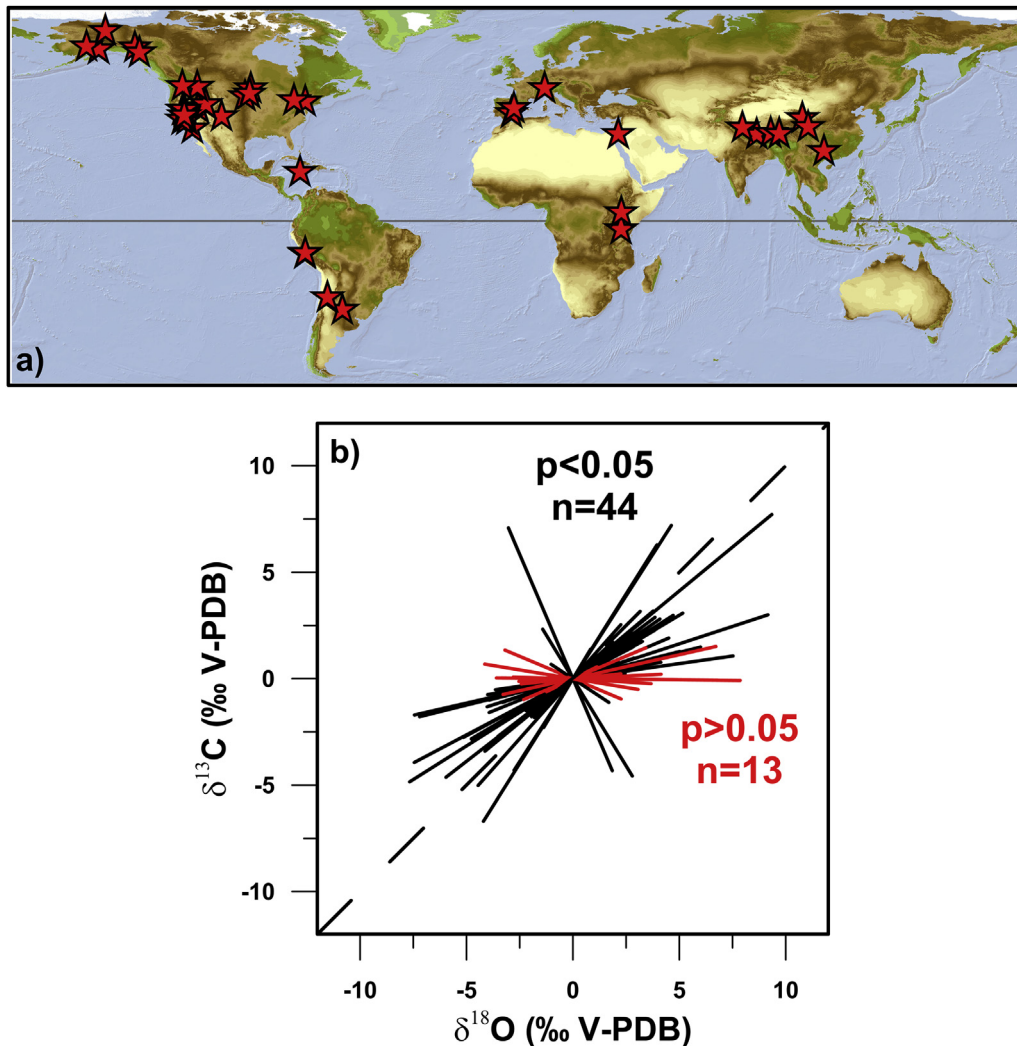 a)
b)
p<0.05
n=44
p>0.05
n=13
10
5
0
-5
-10
δ13C (‰ V-PDB)
-10
-5
0
5
10
δ18O (‰ V-PDB)